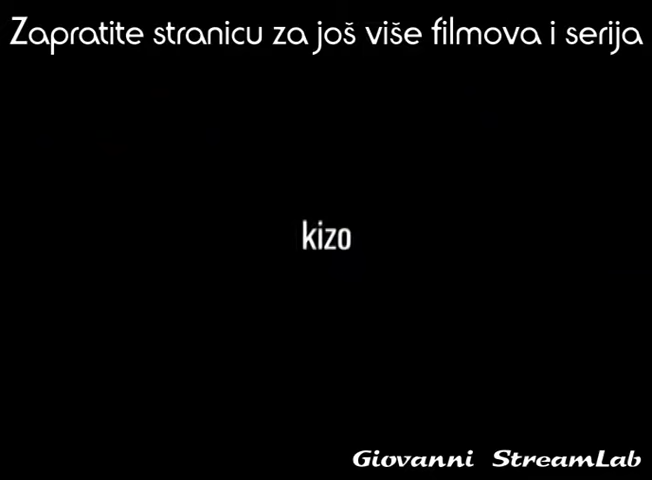 Zapratite stranicu za još više filmova i serija
kizo
Giovanni StreamLab